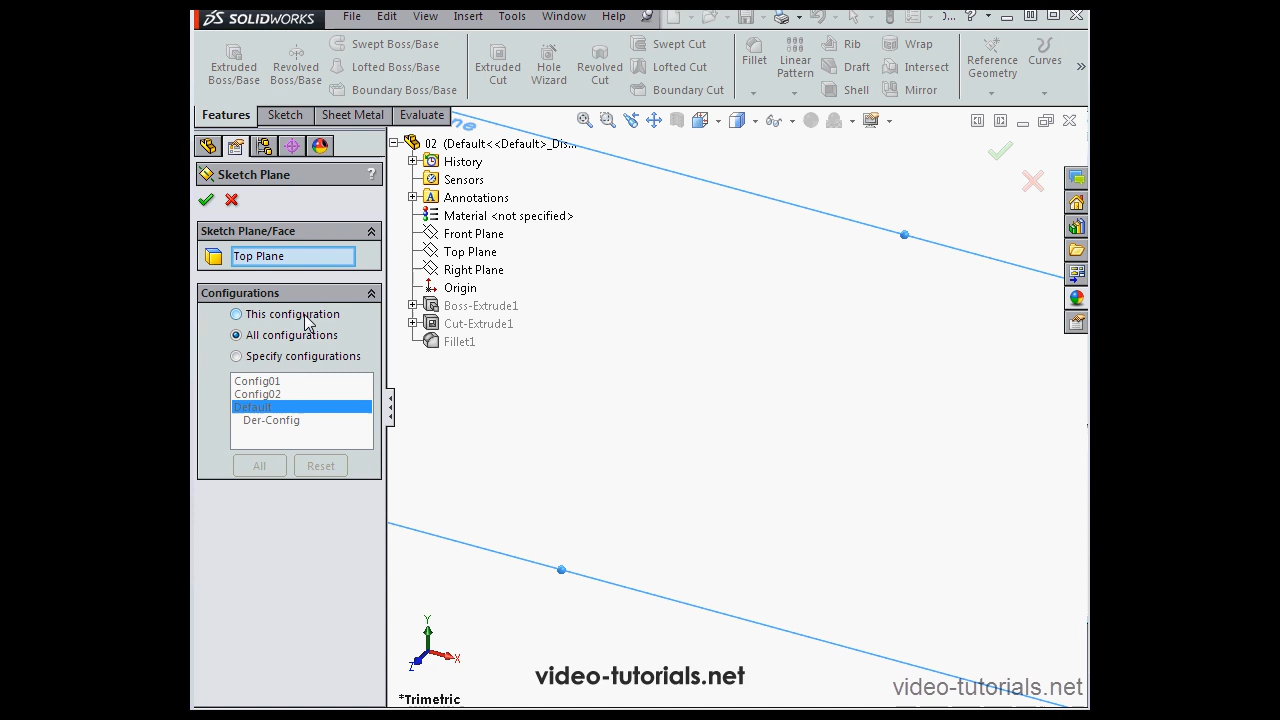 SOLIDWORKS File Edit View Insert Tools Window Help
Extruded Boss/Base
Revolved Boss/Base
Swept Boss/Base
Lofted Boss/Base
Boundary Boss/Base
Extruded Cut
Hole Wizard
Revolved Cut
Swept Cut
Lofted Cut
Boundary Cut
Fillet
Linear Pattern
Rib
Draft
Shell
Wrap
Intersect
Mirror
Reference Geometry
Curves
Features Sketch Sheet Metal Evaluate
Sketch Plane ?
Sketch Plane/Face
Top Plane
Configurations
This configuration
All configurations
Specify configurations
Config01
Config02
Default
Der-Config
All Reset
02 (Default<<Default>_Dis...
History
Sensors
Annotations
Material <not specified>
Front Plane
Top Plane
Right Plane
Origin
Boss-Extrude1
Cut-Extrude1
Fillet1
Y
X
Z
*Trimetric
video-tutorials.net
video-tutorials.net